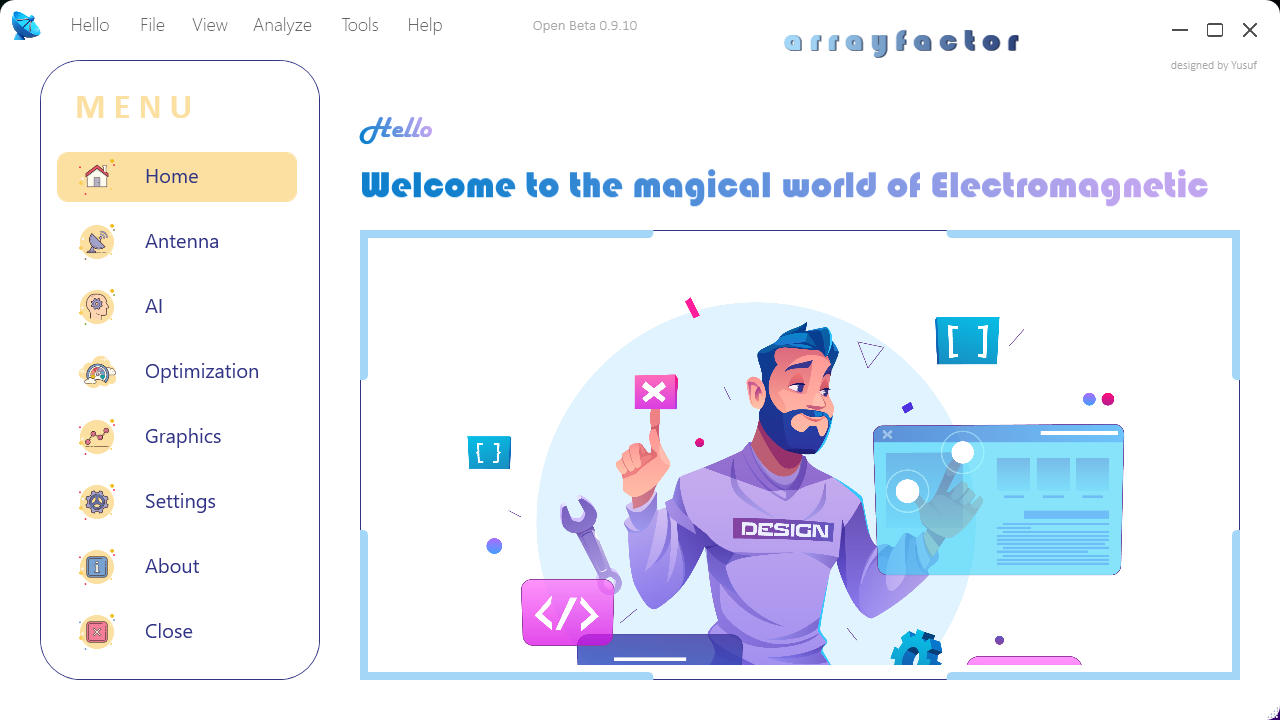 Hello File View Analyze Tools Help
Open Beta 0.9.10
arrayfactor
designed by Yusuf
MENU
Home
Antenna
AI
Optimization
Graphics
Settings
About
Close
Hello
Welcome to the magical world of Electromagnetic
[ ]
{ }
DESIGN
</>